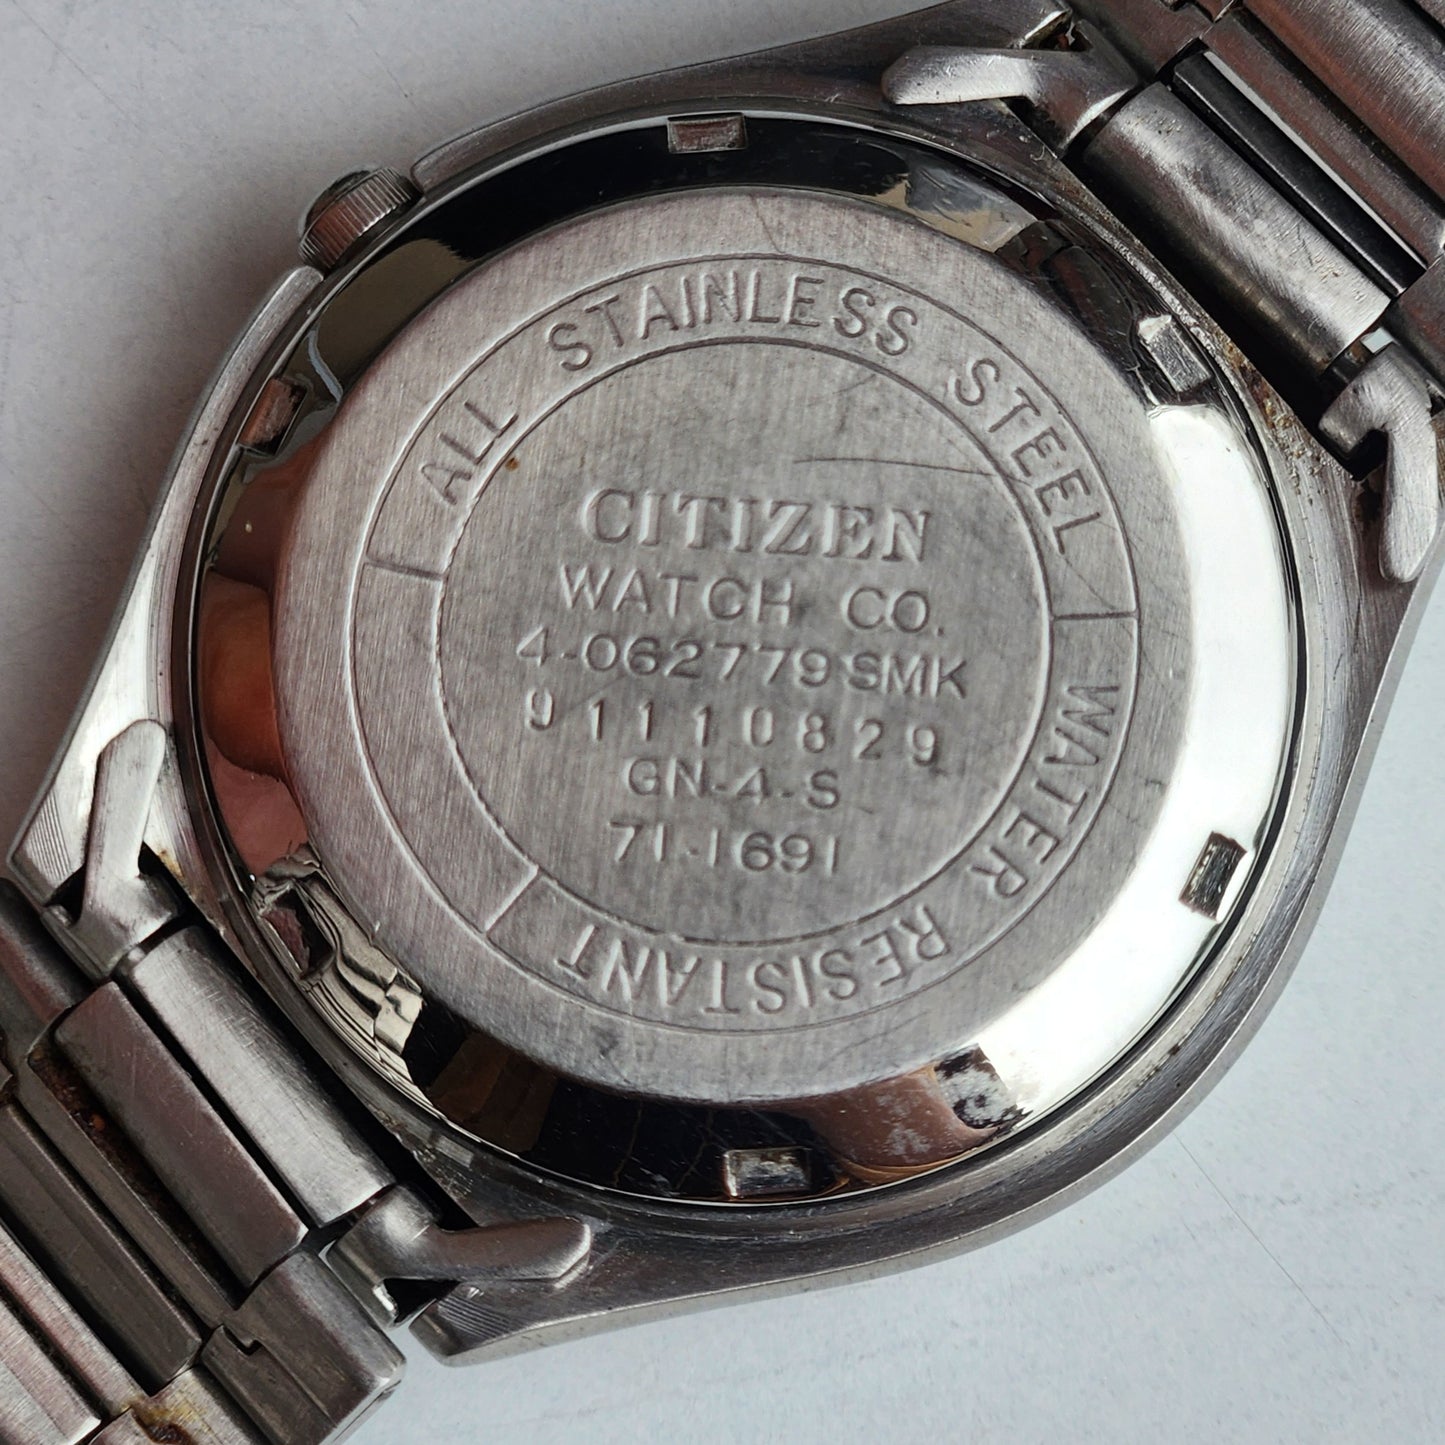 ALL STAINLESS STEEL
WATER RESISTANT
CITIZEN
WATCH CO.
4-062779 SMK
91110829
GN-4-S
71-1691